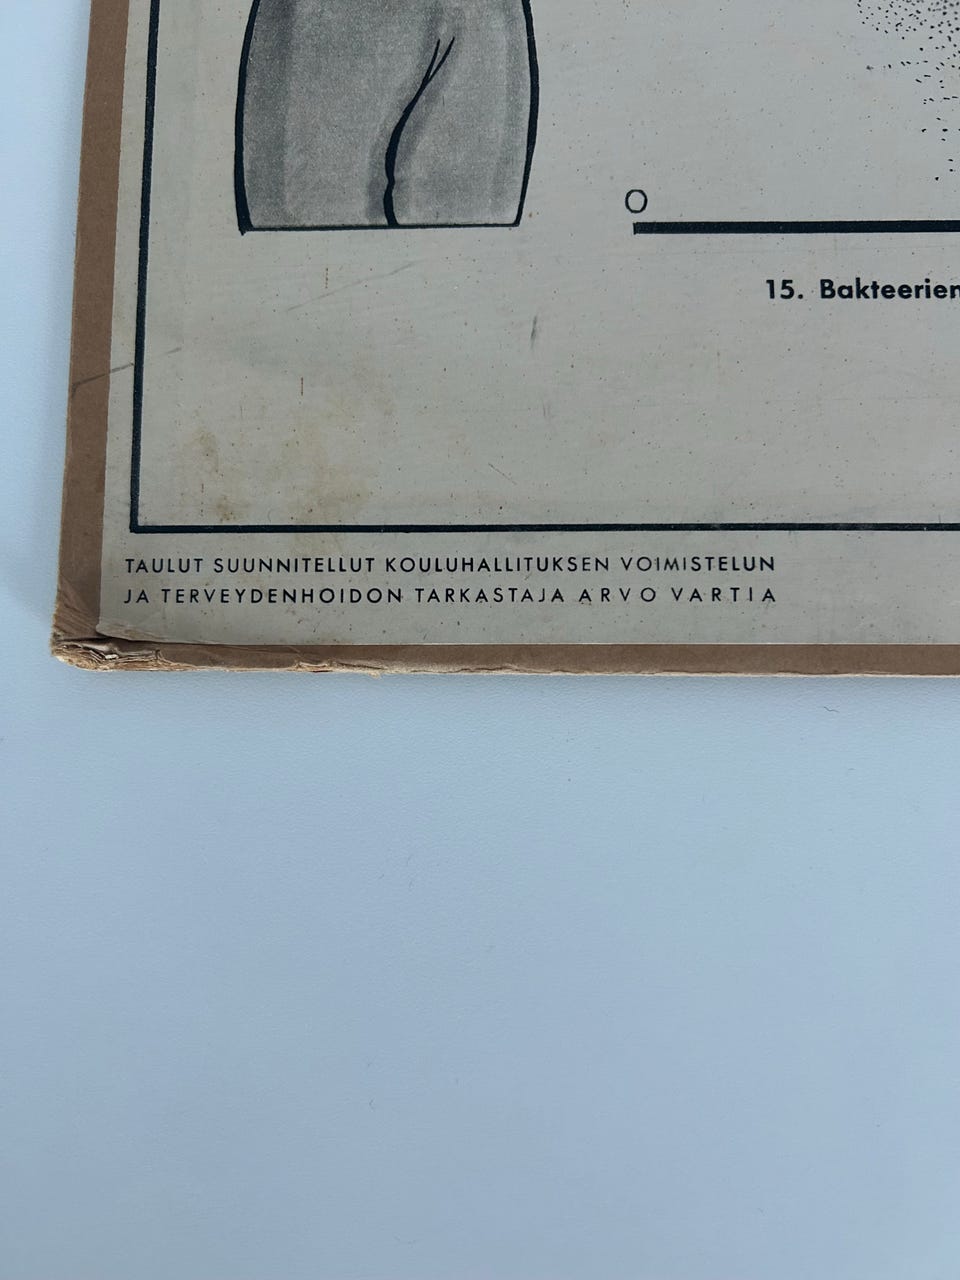 O
15. Bakteerien
TAULUT SUUNNITELLUT KOULUHALLITUKSEN VOIMISTELUN
JA TERVEYDENHOIDON TARKASTAJA ARVO VARTIA